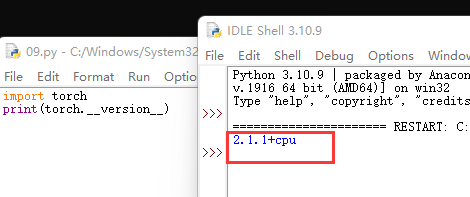 09.py - C:/Windows/System32
File Edit Format Run
import torch
print(torch.__version__)
IDLE Shell 3.10.9
File Edit Shell Debug Options Window
Python 3.10.9 | packaged by Anacon
v.1916 64 bit (AMD64)] on win32
Type "help", "copyright", "credits
>>>
====================== RESTART: C:
2.1.1+cpu
>>>